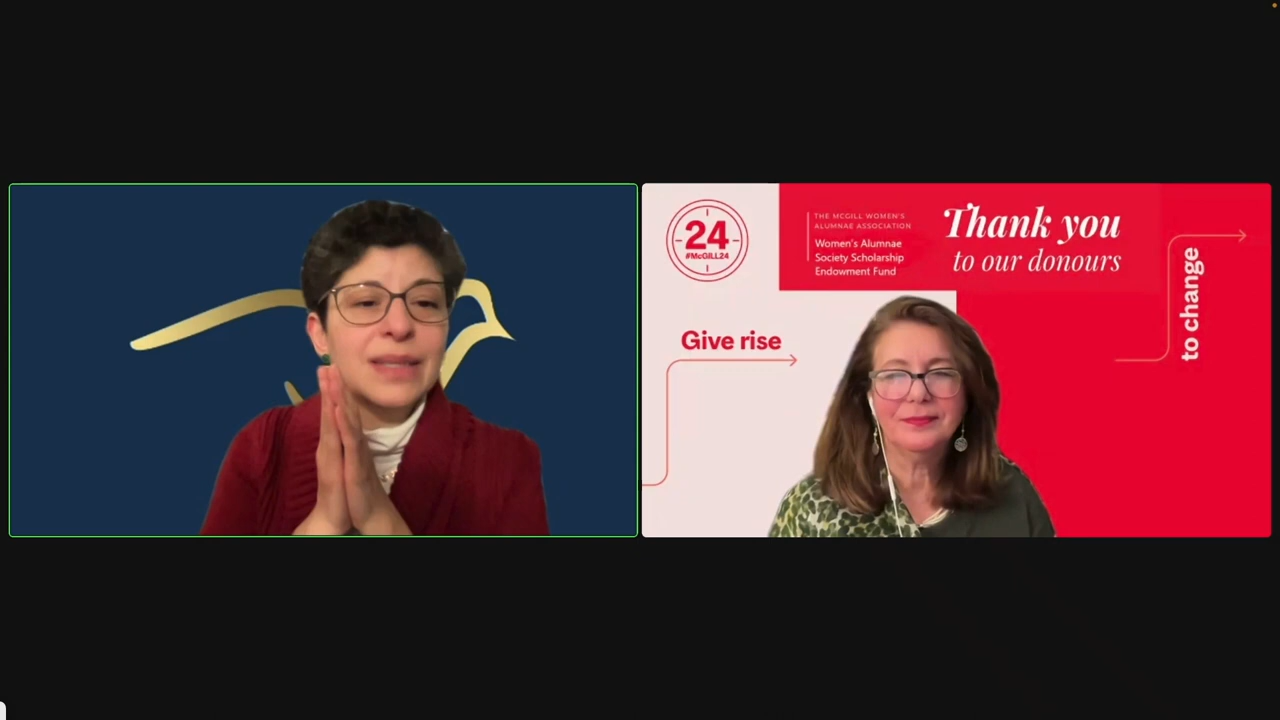 24
#McGILL24
THE MCGILL WOMEN'S
ALUMNAE ASSOCIATION
Women's Alumnae
Society Scholarship
Endowment Fund
Thank you
to our donours
Give rise
to change